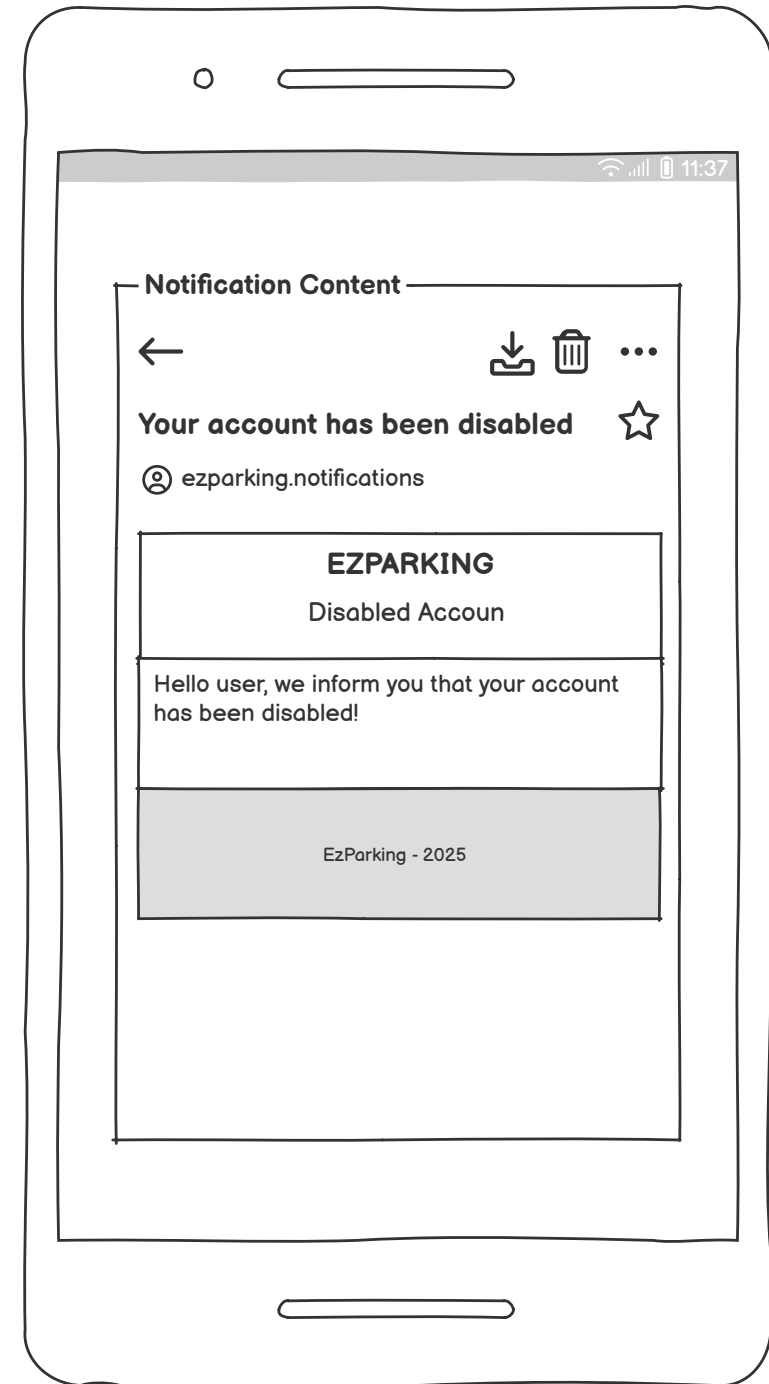 11:37
Notification Content
Your account has been disabled
ezparking.notifications
EZPARKING
Disabled Accoun
Hello user, we inform you that your account
has been disabled!
EzParking - 2025